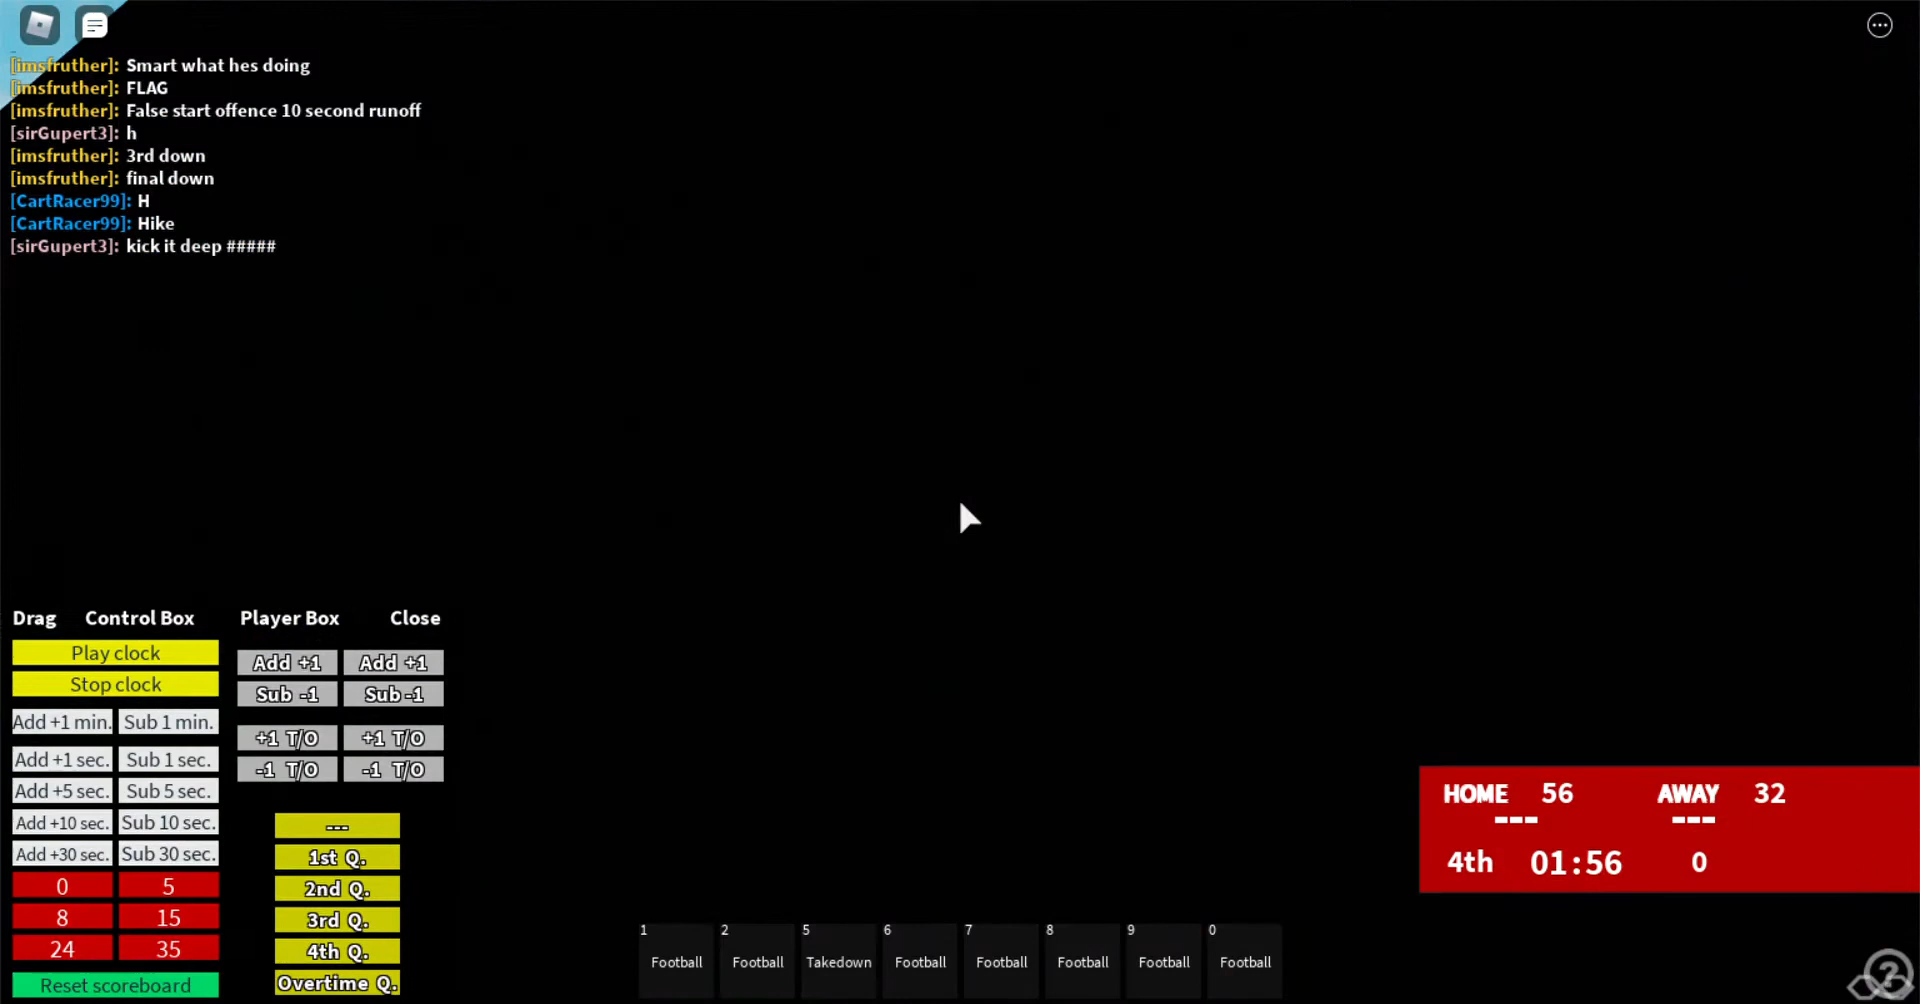 [imsfruther]: Smart what hes doing
[imsfruther]: FLAG
[imsfruther]: False start offence 10 second runoff
[sirGupert3]: h
[imsfruther]: 3rd down
[imsfruther]: final down
[CartRacer99]: H
[CartRacer99]: Hike
[sirGupert3]: kick it deep #####
Drag Control Box Player Box Close
Play clock
Stop clock
Add +1 min. Sub 1 min.
Add +1 sec. Sub 1 sec.
Add +5 sec. Sub 5 sec.
Add +10 sec. Sub 10 sec.
Add +30 sec. Sub 30 sec.
0 5
8 15
24 35
Reset scoreboard
Add +1 Add +1
Sub -1 Sub -1
+1 T/O +1 T/O
-1 T/O -1 T/O
---
1st Q.
2nd Q.
3rd Q.
4th Q.
Overtime Q.
1 2 5 6 7 8 9 0
Football Football Takedown Football Football Football Football Football
HOME 56 AWAY 32
--- ---
4th 01:56 0
?